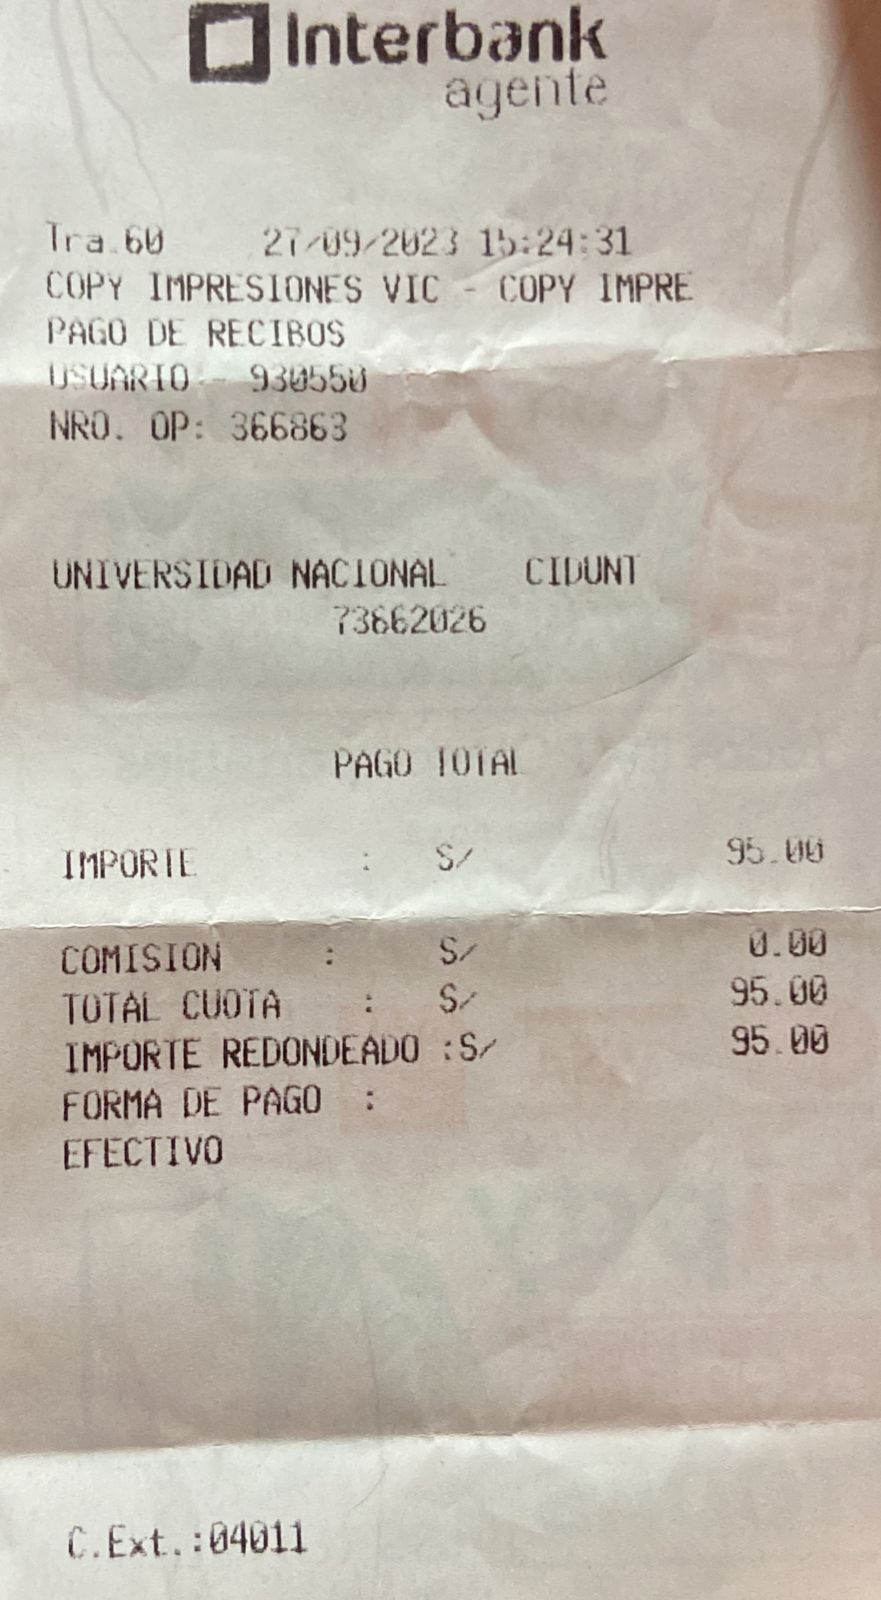 Interbank
agente
Tra.60 27/09/2023 15:24:31
COPY IMPRESIONES VIC - COPY IMPRE
PAGO DE RECIBOS
USUARIO - 930550
NRO. OP: 366863
UNIVERSIDAD NACIONAL CIDUNT
73662026
PAGO TOTAL
IMPORTE : S/ 95.00
COMISION : S/ 0.00
TOTAL CUOTA : S/ 95.00
IMPORTE REDONDEADO :S/ 95.00
FORMA DE PAGO :
EFECTIVO
C.Ext.:04011